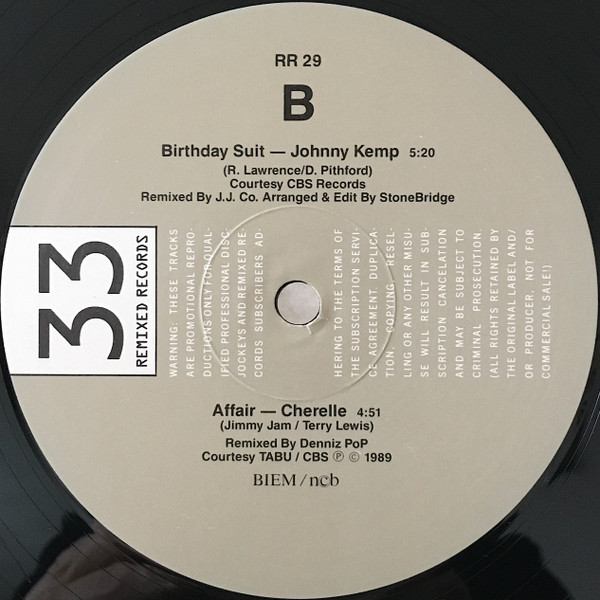 RR 29
B
Birthday Suit — Johnny Kemp 5:20
(R. Lawrence/D. Pithford)
Courtesy CBS Records
Remixed By J.J. Co. Arranged & Edit By StoneBridge
33
REMIXED RECORDS
WARNING: THESE TRACKS
ARE PROMOTIONAL REPRO-
DUCTIONS ONLY FOR QUAL-
IFIED PROFESSIONAL DISC-
JOCKEYS AND REMIXED RE-
CORDS SUBSCRIBERS AD-
HERING TO THE TERMS OF
THE SUBSCRIPTION SERVI-
CE AGREEMENT. DUPLICA-
TION COPYING, RESEL-
LING OR ANY OTHER MISU-
SE WILL RESULT IN SUB-
SCRIPTION CANCELATION
AND MAY BE SUBJECT TO
CRIMINAL PROSECUTION.
(ALL RIGHTS RETAINED BY
THE ORIGINAL LABEL AND/
OR PRODUCER, NOT FOR
COMMERCIAL SALE!)
Affair — Cherelle 4:51
(Jimmy Jam / Terry Lewis)
Remixed By Denniz PoP
Courtesy TABU / CBS ℗ © 1989
BIEM / ncb